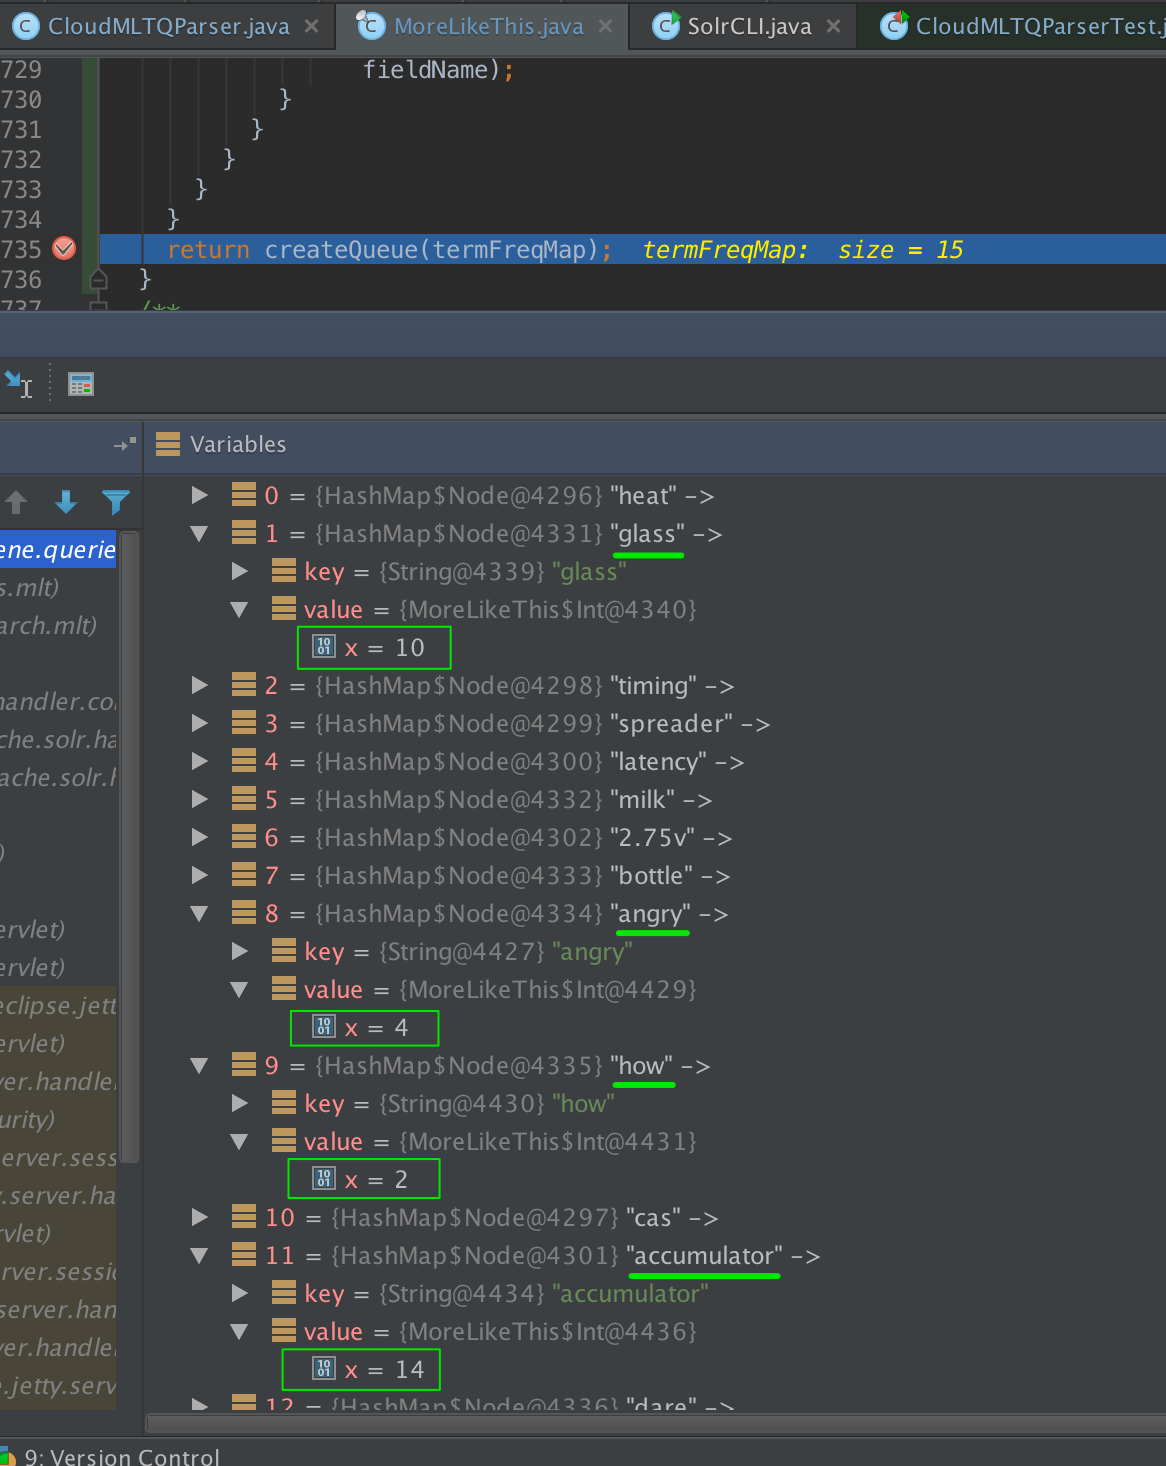 CloudMLTQParser.java
MoreLikeThis.java
SolrCLI.java
CloudMLTQParserTest.j
729 fieldName);
730 }
731 }
732 }
733 }
734 }
735 return createQueue(termFreqMap); termFreqMap: size = 15
736 }
737 /**
Variables
0 = {HashMap$Node@4296} "heat" ->
ene.querie 1 = {HashMap$Node@4331} "glass" ->
s.mlt) key = {String@4339} "glass"
arch.mlt) value = {MoreLikeThis$Int@4340}
x = 10
handler.co 2 = {HashMap$Node@4298} "timing" ->
che.solr.ha 3 = {HashMap$Node@4299} "spreader" ->
ache.solr.h 4 = {HashMap$Node@4300} "latency" ->
5 = {HashMap$Node@4332} "milk" ->
) 6 = {HashMap$Node@4302} "2.75v" ->
7 = {HashMap$Node@4333} "bottle" ->
ervlet) 8 = {HashMap$Node@4334} "angry" ->
ervlet) key = {String@4427} "angry"
eclipse.jett value = {MoreLikeThis$Int@4429}
ervlet) x = 4
ver.handle 9 = {HashMap$Node@4335} "how" ->
urity) key = {String@4430} "how"
erver.sess value = {MoreLikeThis$Int@4431}
.server.ha x = 2
rvlet) 10 = {HashMap$Node@4297} "cas" ->
rver.sessi 11 = {HashMap$Node@4301} "accumulator" ->
server.han key = {String@4434} "accumulator"
ver.handle value = {MoreLikeThis$Int@4436}
.jetty.serv x = 14
12 = {HashMap$Node@4336} "dare" ->
9: Version Control